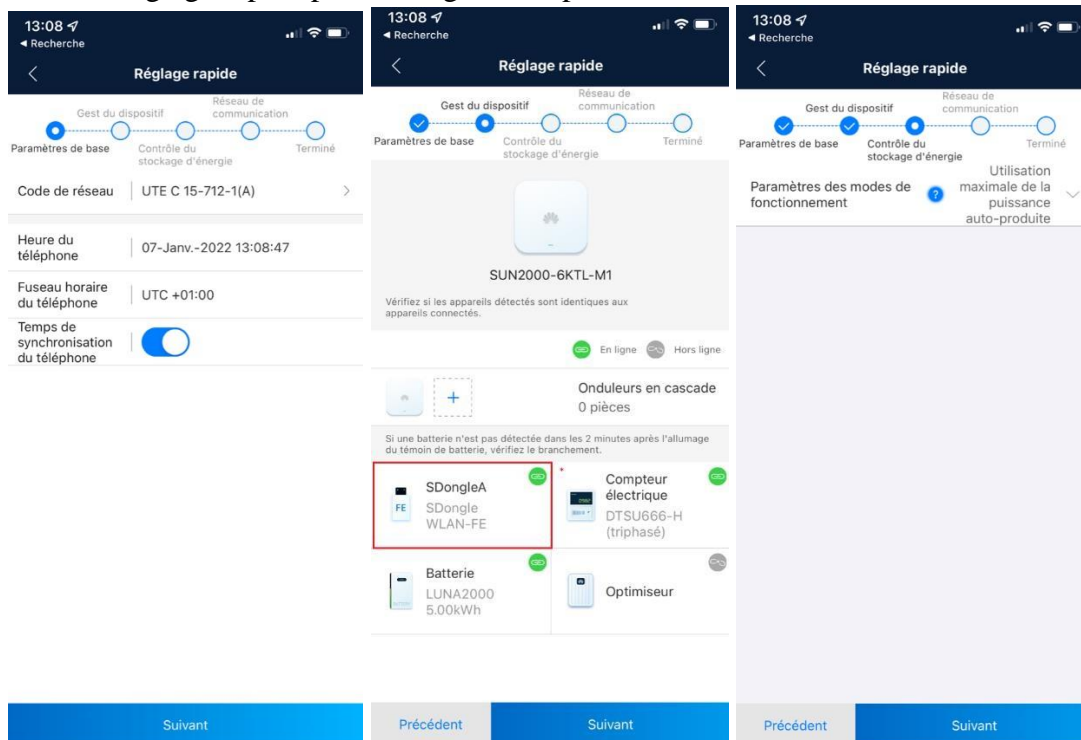 13:08
Recherche
Réglage rapide
Gest du dispositif
Réseau de
communication
Paramètres de base
Contrôle du
stockage d'énergie
Terminé
Code de réseau
UTE C 15-712-1(A)
Heure du
téléphone
07-Janv.-2022 13:08:47
Fuseau horaire
du téléphone
UTC +01:00
Temps de
synchronisation
du téléphone
Suivant
13:08
Recherche
Réglage rapide
Gest du dispositif
Réseau de
communication
Paramètres de base
Contrôle du
stockage d'énergie
Terminé
SUN2000-6KTL-M1
Vérifiez si les appareils détectés sont identiques aux
appareils connectés.
En ligne
Hors ligne
Onduleurs en cascade
0 pièces
Si une batterie n'est pas détectée dans les 2 minutes après l'allumage
du témoin de batterie, vérifiez le branchement.
FE
SDongleA
SDongle
WLAN-FE
Compteur
électrique
DTSU666-H
(triphasé)
Batterie
LUNA2000
5.00kWh
Optimiseur
Précédent
Suivant
13:08
Recherche
Réglage rapide
Gest du dispositif
Réseau de
communication
Paramètres de base
Contrôle du
stockage d'énergie
Terminé
Paramètres des modes de
fonctionnement
?
Utilisation
maximale de la
puissance
auto-produite
Précédent
Suivant